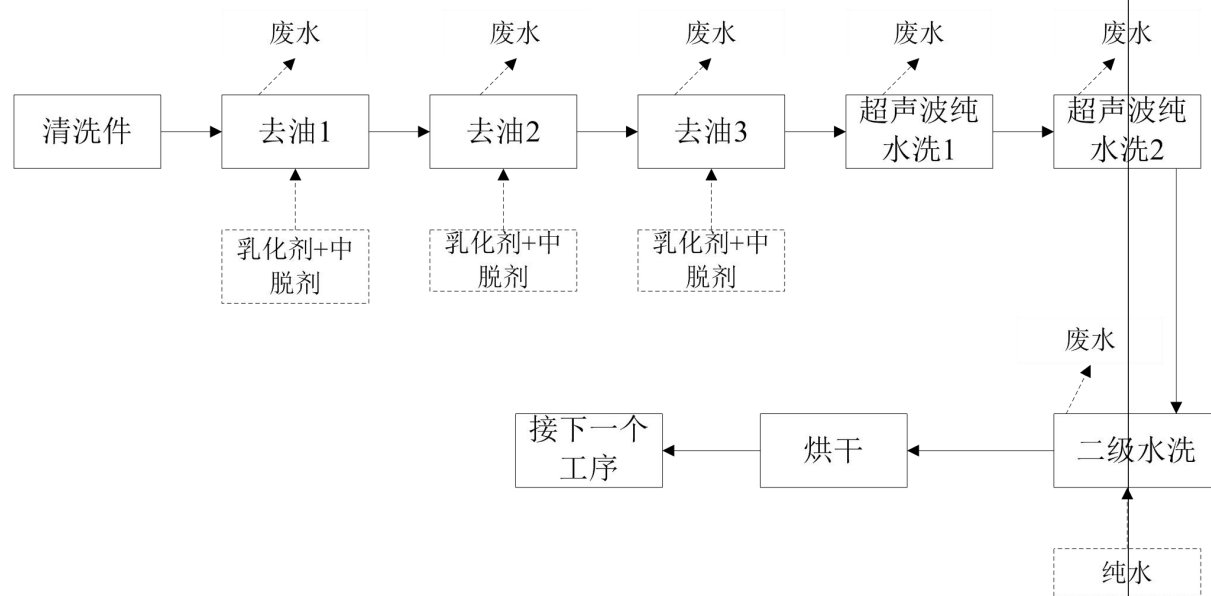 废水
废水
废水
废水
废水
清洗件
去油1
去油2
去油3
超声波纯
水洗1
超声波纯
水洗2
乳化剂+中
脱剂
乳化剂+中
脱剂
乳化剂+中
脱剂
废水
接下一个
工序
烘干
二级水洗
纯水